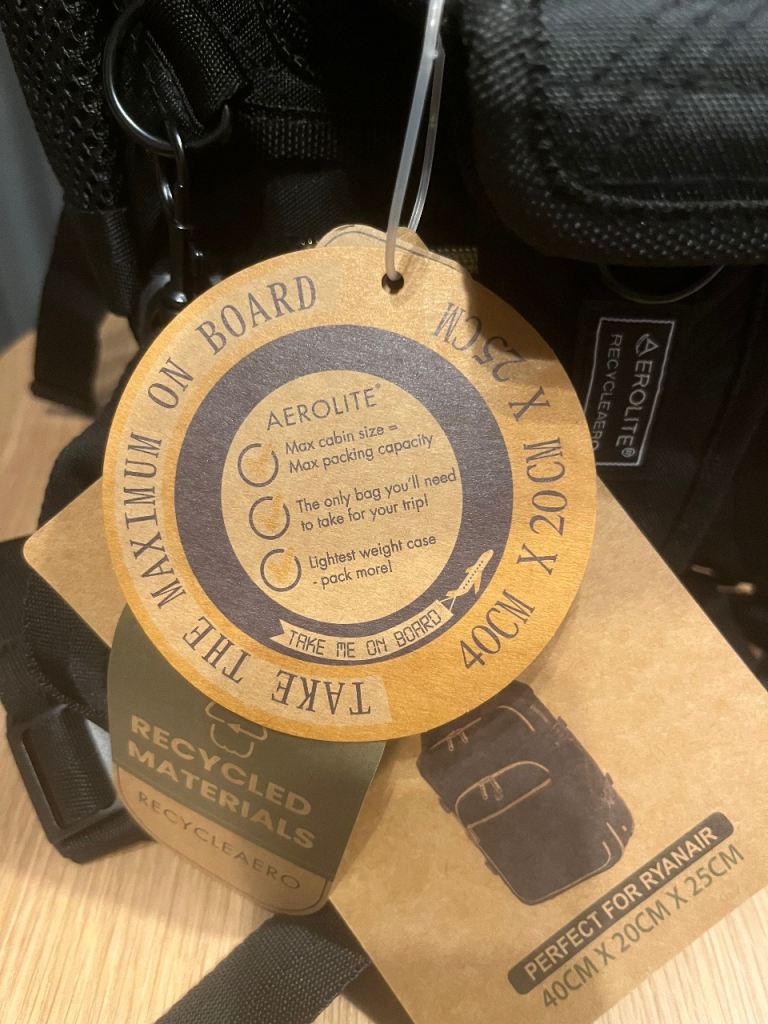 TAKE THE MAXIMUM ON BOARD
40CM X 20CM X 25CM
AEROLITE®
Max cabin size =
Max packing capacity
The only bag you'll need
to take for your trip!
Lightest weight case
- pack more!
TAKE ME ON BOARD
AEROLITE®
RECYCLEAERO
RECYCLED
MATERIALS
RECYCLEAERO
PERFECT FOR RYANAIR
40CM X 20CM X 25CM